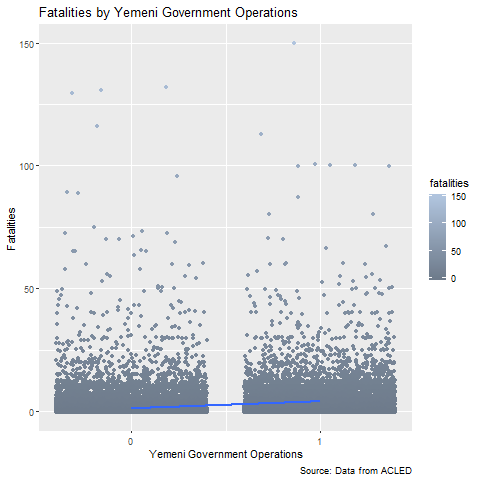 Fatalities by Yemeni Government Operations
150
100
50
0
Fatalities
0
1
Yemeni Government Operations
fatalities
150
100
50
0
Source: Data from ACLED